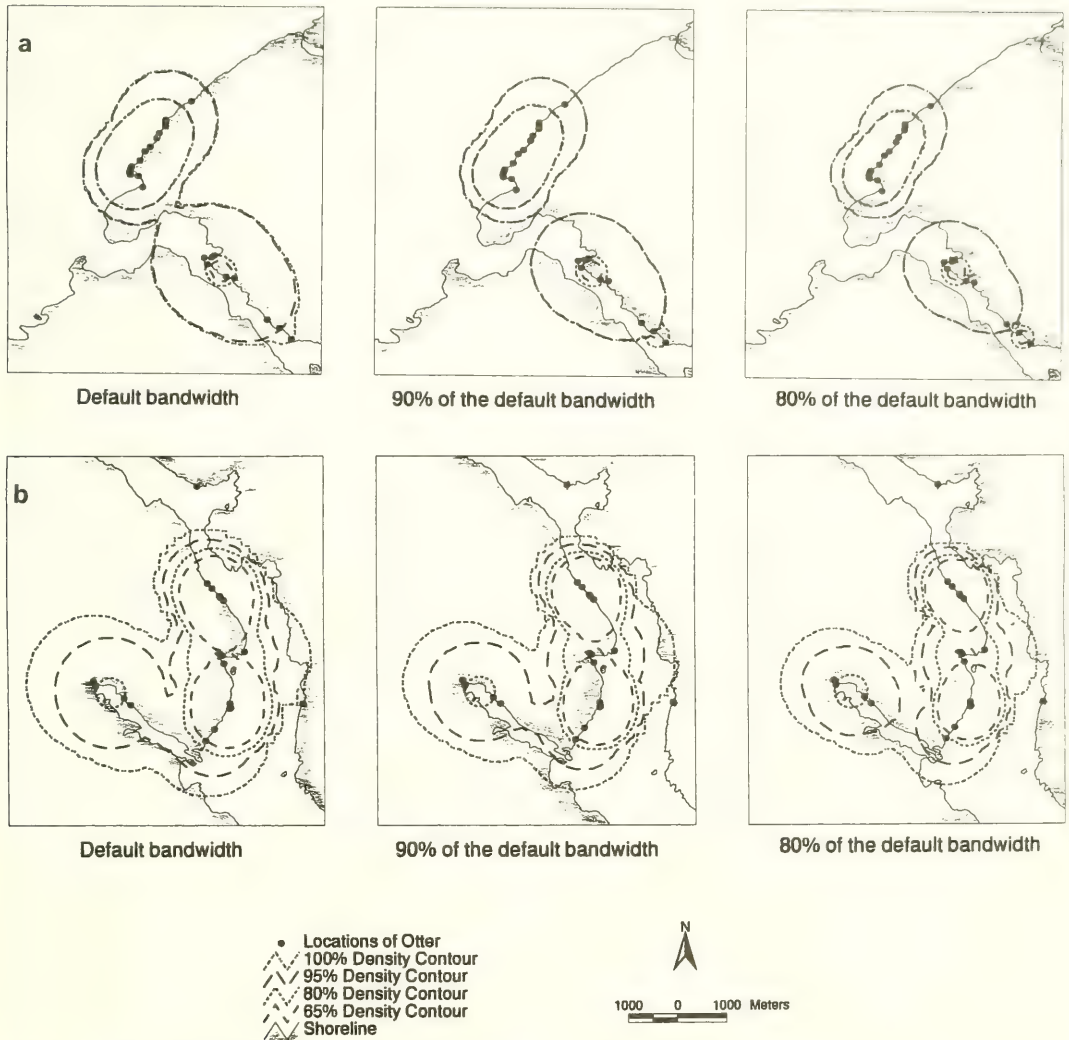 a
Default bandwidth
90% of the default bandwidth
80% of the default bandwidth
b
Default bandwidth
90% of the default bandwidth
80% of the default bandwidth
Locations of Otter
100% Density Contour
95% Density Contour
80% Density Contour
65% Density Contour
Shoreline
N
1000 0 1000 Meters